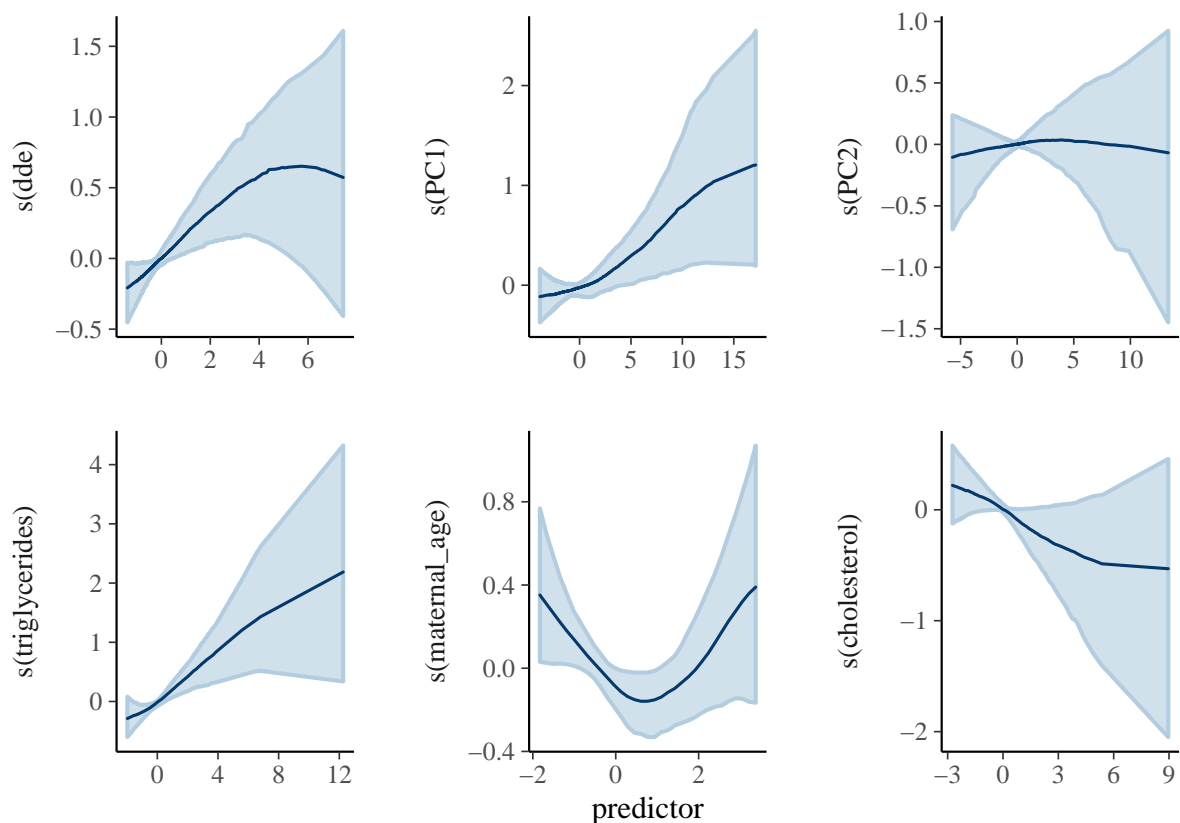 s(dde)
1.5
1.0
0.5
0.0
−0.5
0 2 4 6
s(PC1)
2
1
0
0 5 10 15
s(PC2)
1.0
0.5
0.0
−0.5
−1.0
−1.5
−5 0 5 10
s(triglycerides)
4
3
2
1
0
0 4 8 12
s(maternal_age)
0.8
0.4
0.0
−0.4
−2 0 2
s(cholesterol)
0
−1
−2
−3 0 3 6 9
predictor